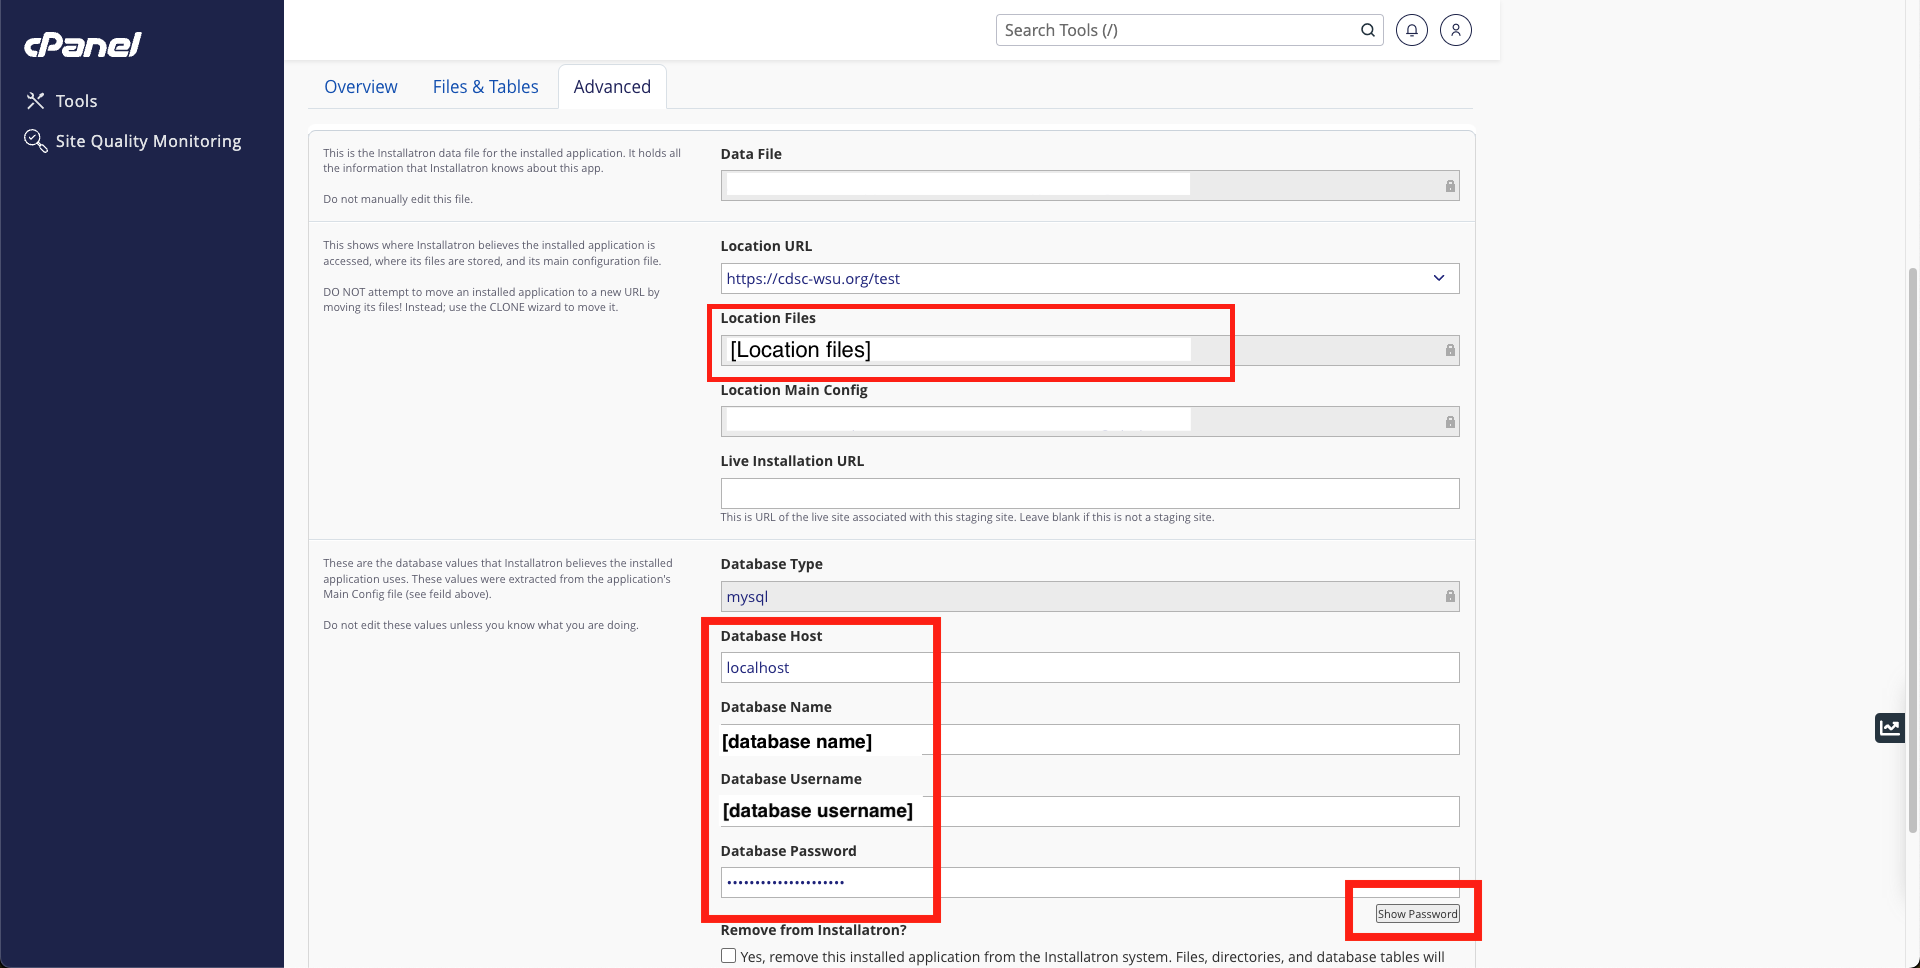 cPanel
Search Tools (/)
Tools
Site Quality Monitoring
Overview
Files & Tables
Advanced
This is the Installatron data file for the installed application. It holds all
the information that Installatron knows about this app.
Do not manually edit this file.
Data File
This shows where Installatron believes the installed application is
accessed, where its files are stored, and its main configuration file.
DO NOT attempt to move an installed application to a new URL by
moving its files! Instead; use the CLONE wizard to move it.
Location URL
https://cdsc-wsu.org/test
Location Files
[Location files]
Location Main Config
Live Installation URL
This is URL of the live site associated with this staging site. Leave blank if this is not a staging site.
These are the database values that Installatron believes the installed
application uses. These values were extracted from the application's
Main Config file (see feild above).
Do not edit these values unless you know what you are doing.
Database Type
mysql
Database Host
localhost
Database Name
[database name]
Database Username
[database username]
Database Password
•••••••••••••••••••••
Show Password
Remove from Installatron?
Yes, remove this installed application from the Installatron system. Files, directories, and database tables will